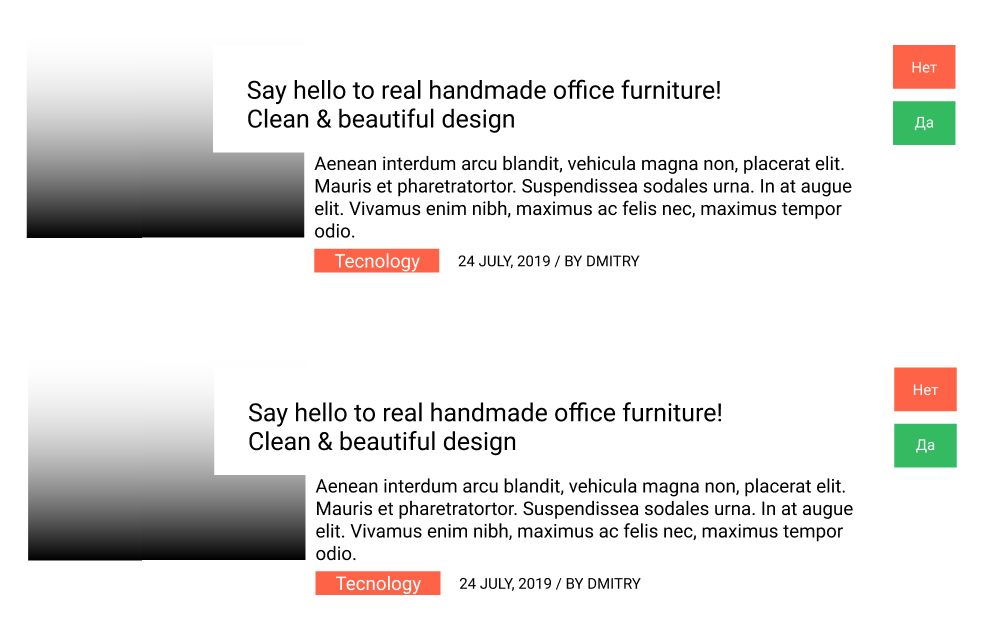 Say hello to real handmade office furniture!
Clean & beautiful design
Aenean interdum arcu blandit, vehicula magna non, placerat elit.
Mauris et pharetratortor. Suspendissea sodales urna. In at augue
elit. Vivamus enim nibh, maximus ac felis nec, maximus tempor
odio.
Tecnology
24 JULY, 2019 / BY DMITRY
Нет
Да
Say hello to real handmade office furniture!
Clean & beautiful design
Aenean interdum arcu blandit, vehicula magna non, placerat elit.
Mauris et pharetratortor. Suspendissea sodales urna. In at augue
elit. Vivamus enim nibh, maximus ac felis nec, maximus tempor
odio.
Tecnology
24 JULY, 2019 / BY DMITRY
Нет
Да